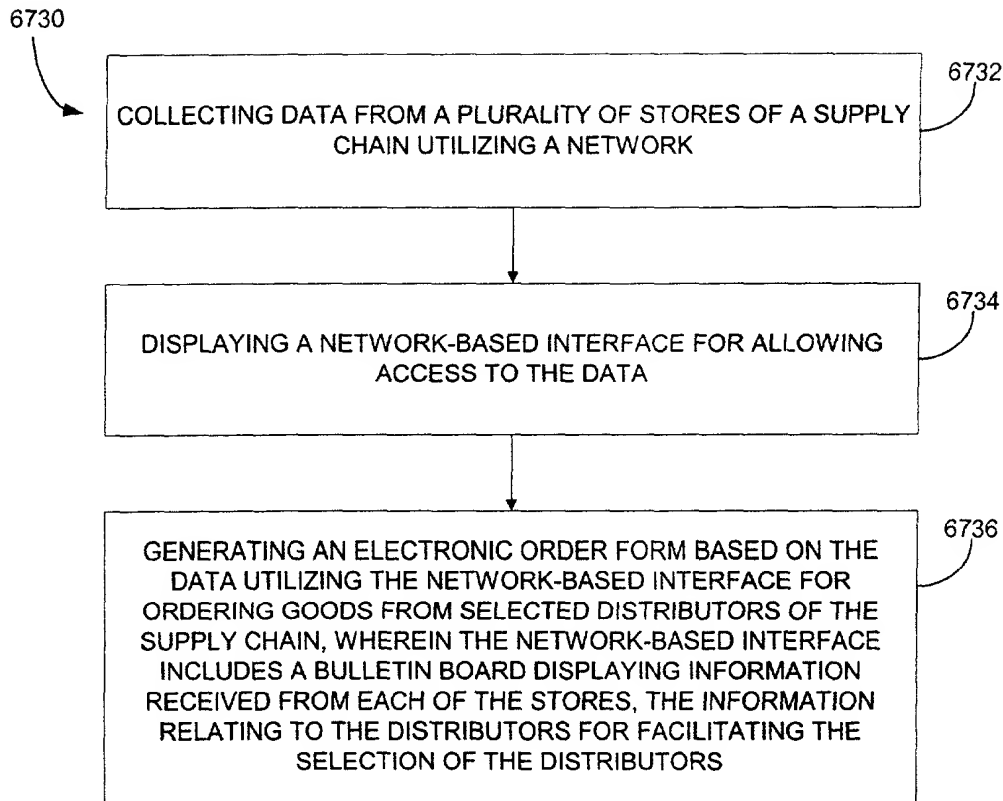 6730
6732
COLLECTING DATA FROM A PLURALITY OF STORES OF A SUPPLY
CHAIN UTILIZING A NETWORK
6734
DISPLAYING A NETWORK-BASED INTERFACE FOR ALLOWING
ACCESS TO THE DATA
6736
GENERATING AN ELECTRONIC ORDER FORM BASED ON THE
DATA UTILIZING THE NETWORK-BASED INTERFACE FOR
ORDERING GOODS FROM SELECTED DISTRIBUTORS OF THE
SUPPLY CHAIN, WHEREIN THE NETWORK-BASED INTERFACE
INCLUDES A BULLETIN BOARD DISPLAYING INFORMATION
RECEIVED FROM EACH OF THE STORES, THE INFORMATION
RELATING TO THE DISTRIBUTORS FOR FACILITATING THE
SELECTION OF THE DISTRIBUTORS